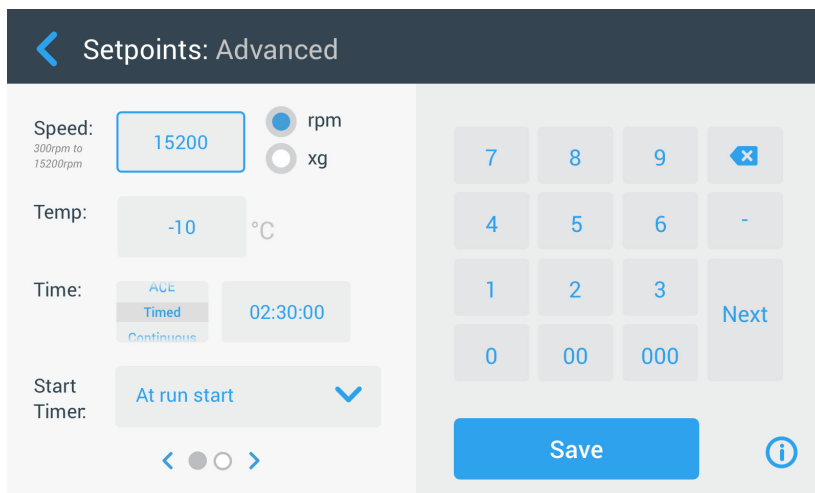 Setpoints: Advanced
Speed:
300rpm to
15200rpm
15200
rpm
xg
Temp:
-10
°C
Time:
ACE
Timed
Continuous
02:30:00
Start
Timer:
At run start
7 8 9
4 5 6 -
1 2 3
Next
0 00 000
Save